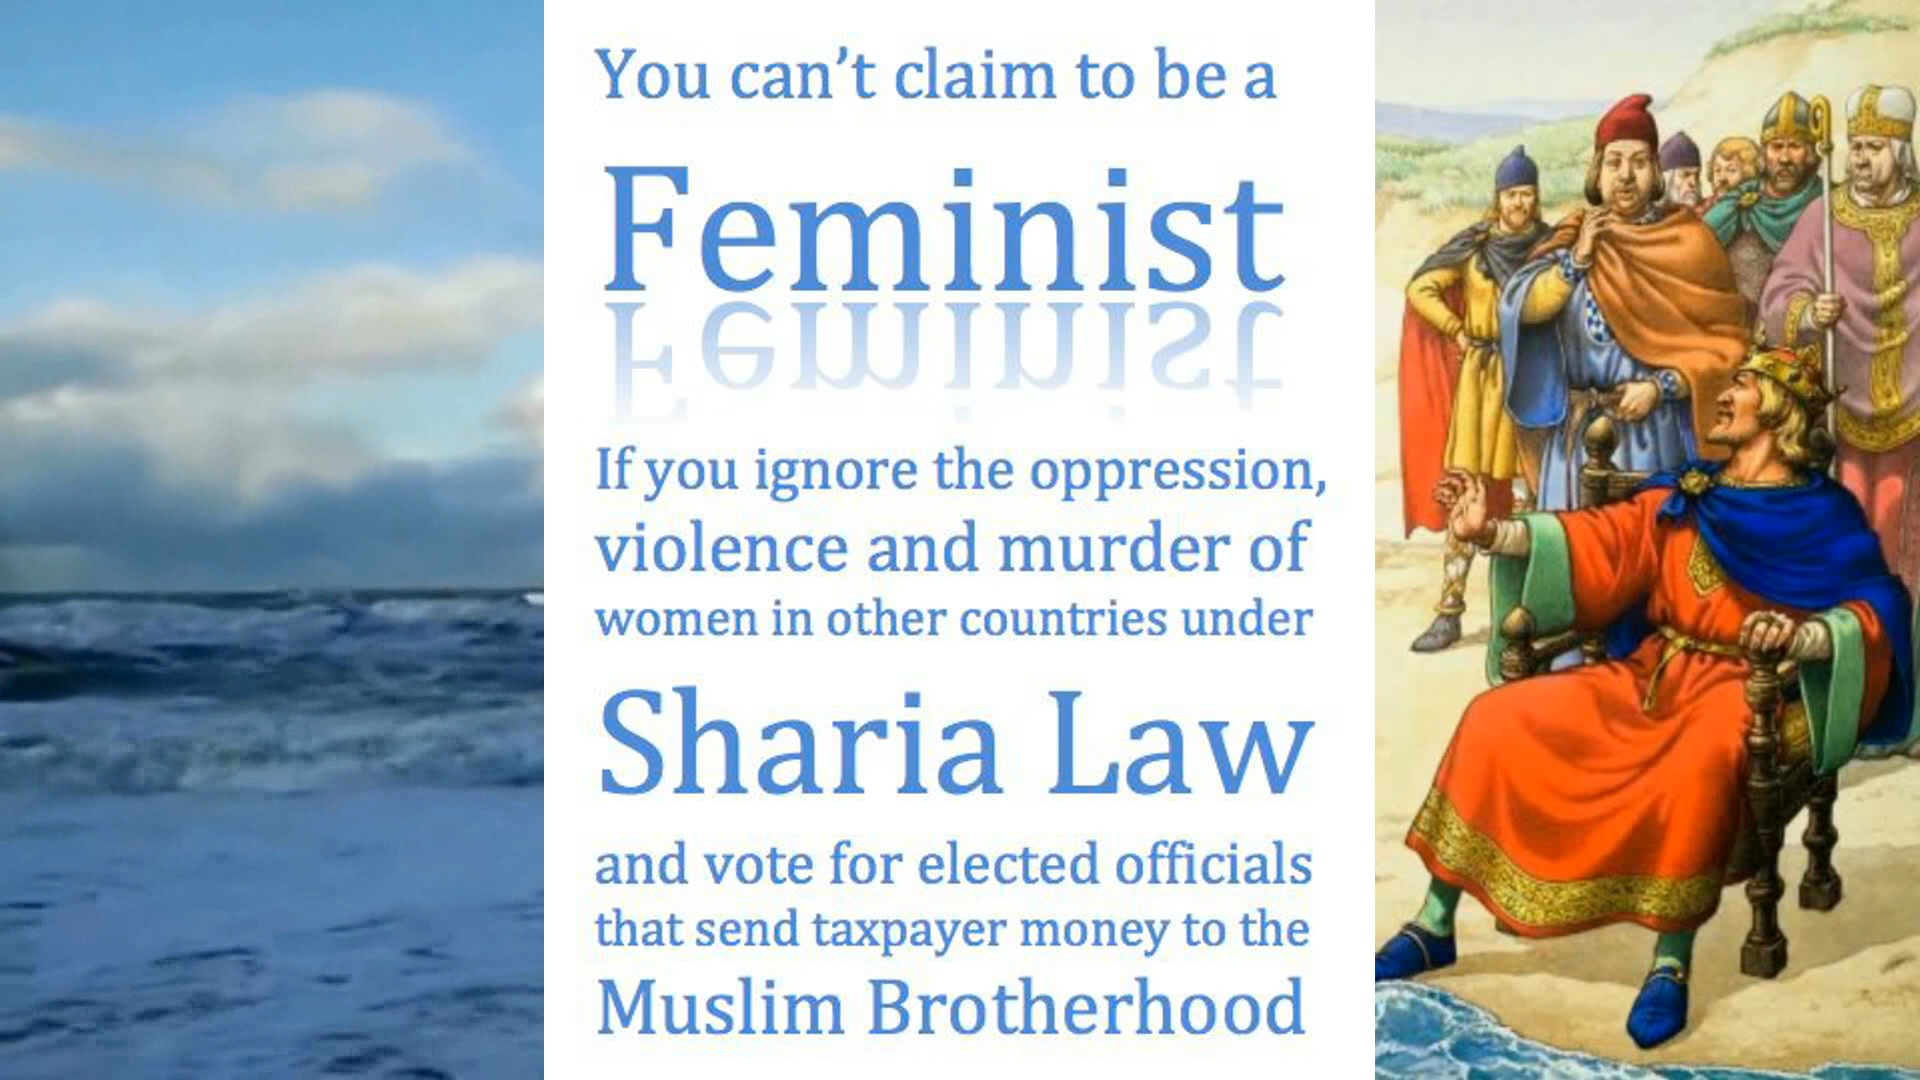 You can’t claim to be a
Feminist
If you ignore the oppression,
violence and murder of
women in other countries under
Sharia Law
and vote for elected officials
that send taxpayer money to the
Muslim Brotherhood